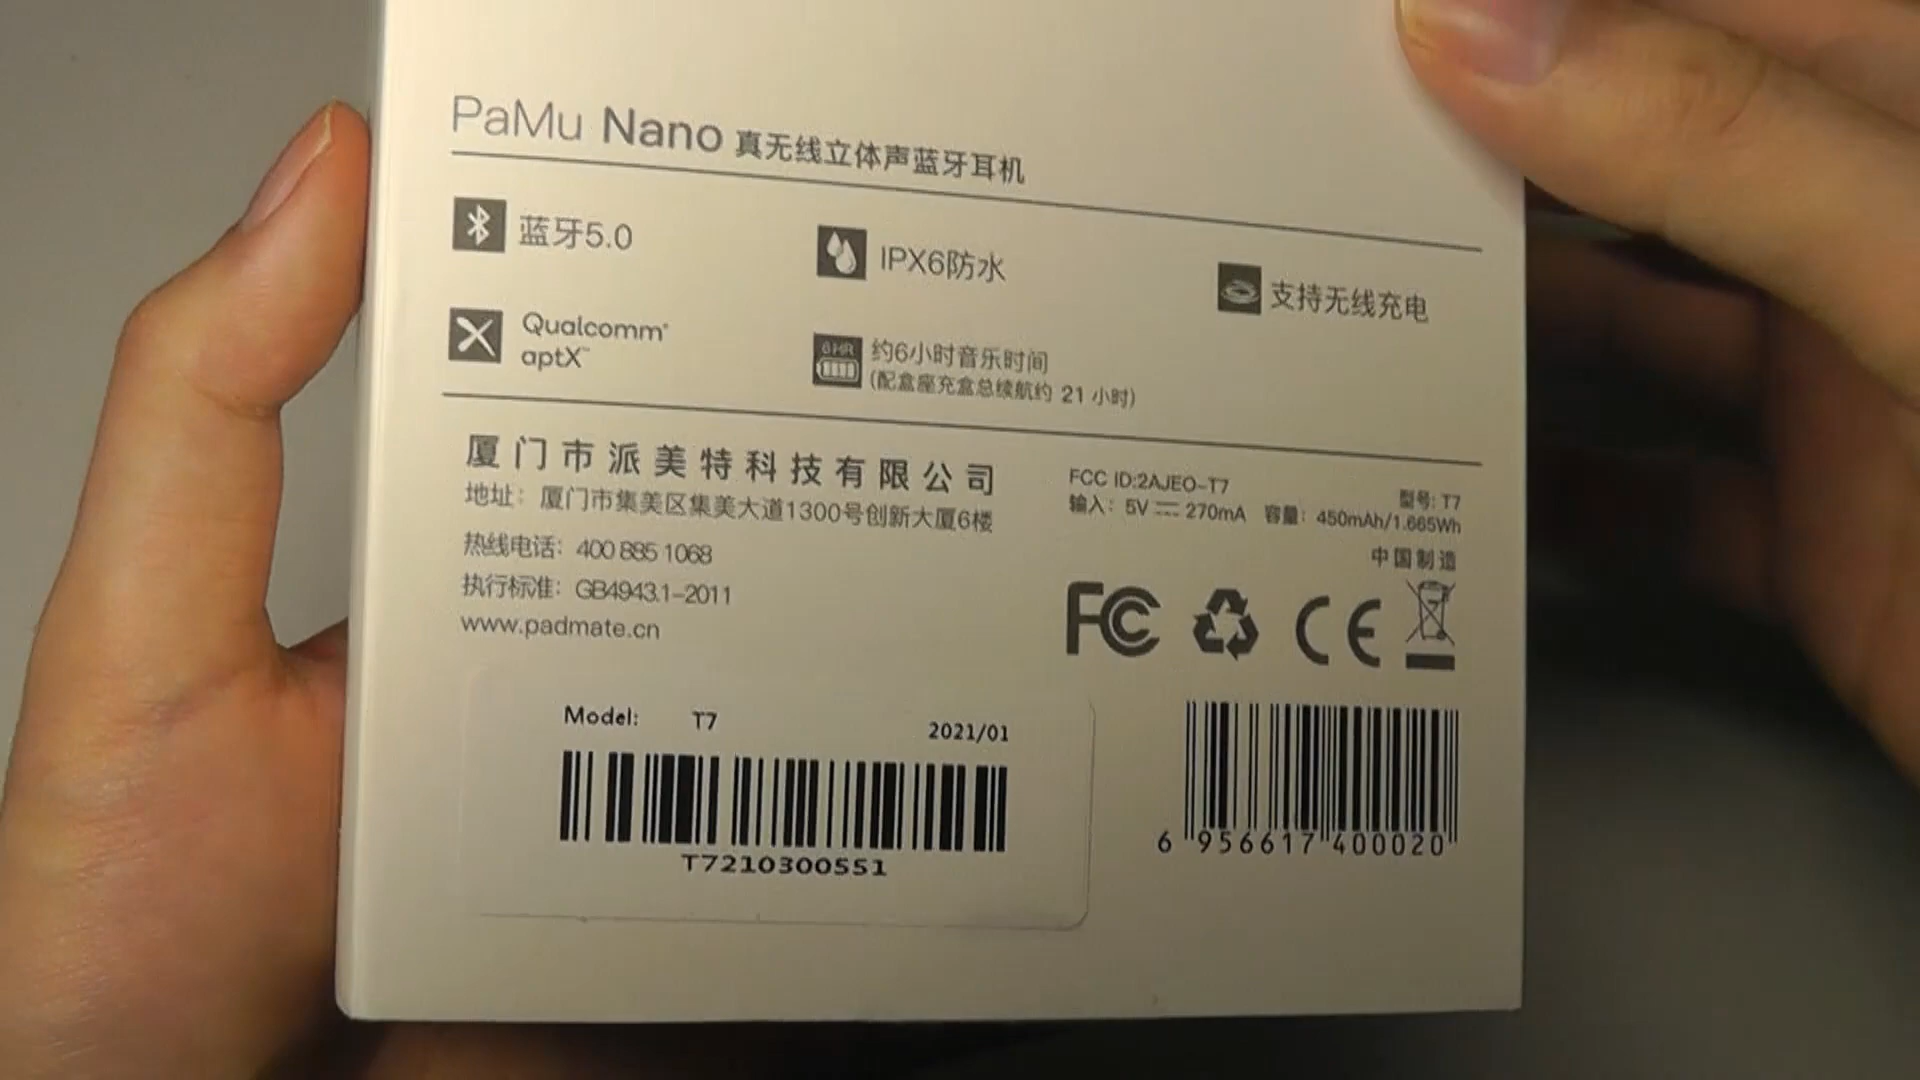 PaMu Nano 真无线立体声蓝牙耳机
蓝牙5.0
IPX6防水
支持无线充电
Qualcomm®
aptX™
6HR
约6小时音乐时间
(配盒座充盒总续航约 21 小时)
厦门市派美特科技有限公司
地址：厦门市集美区集美大道1300号创新大厦6楼
热线电话：400 885 1068
执行标准：GB4943.1-2011
www.padmate.cn
FCC ID:2AJEO-T7
型号: T7
输入：5V ⎓ 270mA 容量：450mAh/1.665Wh
中国制造
FC CE
Model: T7 2021/01
T7210300551
6 956617 400020